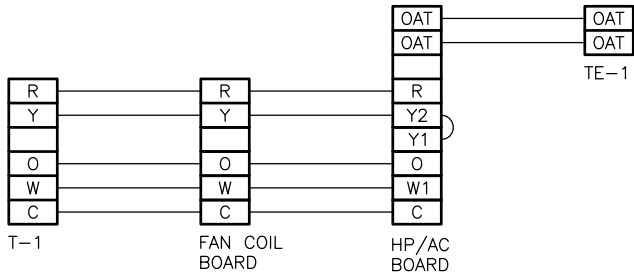 OAT OAT
OAT OAT
TE-1
R R R
Y Y Y2
Y1
O O O
W W W1
C C C
T-1 FAN COIL HP/AC
BOARD BOARD